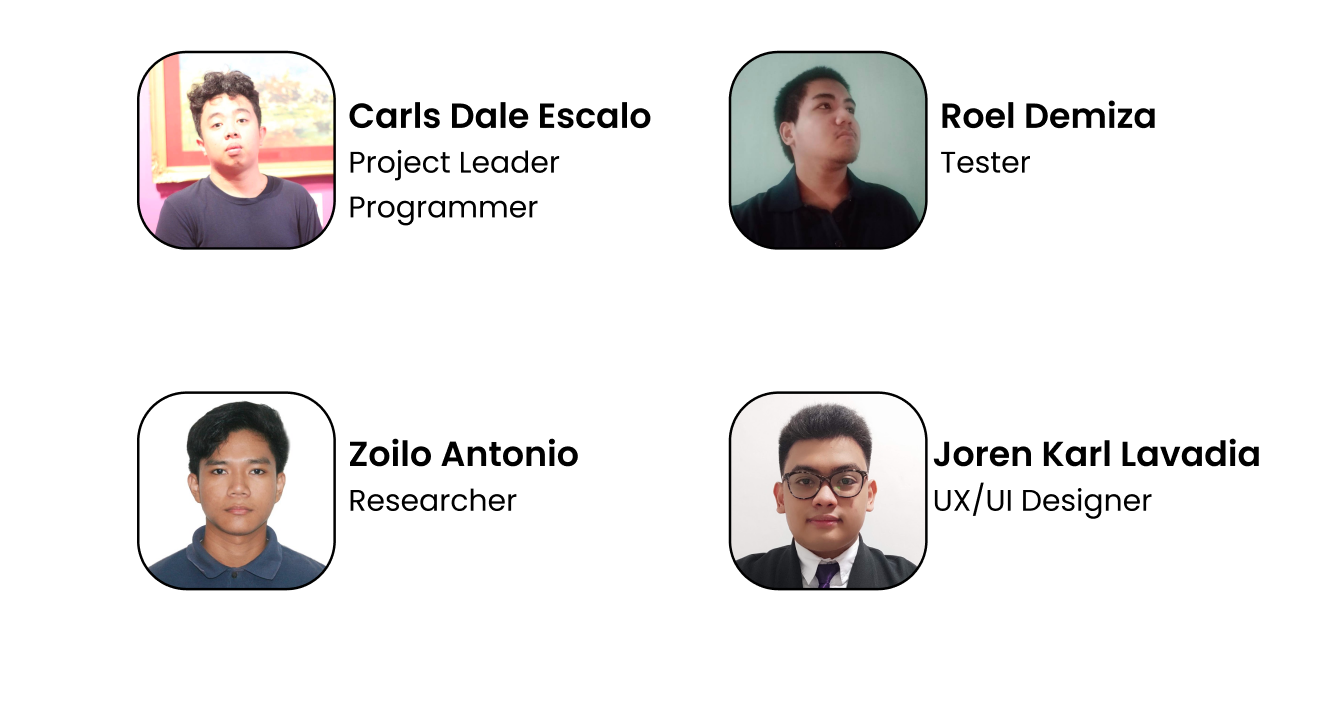 Carls Dale Escalo
Project Leader
Programmer
Roel Demiza
Tester
Zoilo Antonio
Researcher
Joren Karl Lavadia
UX/UI Designer